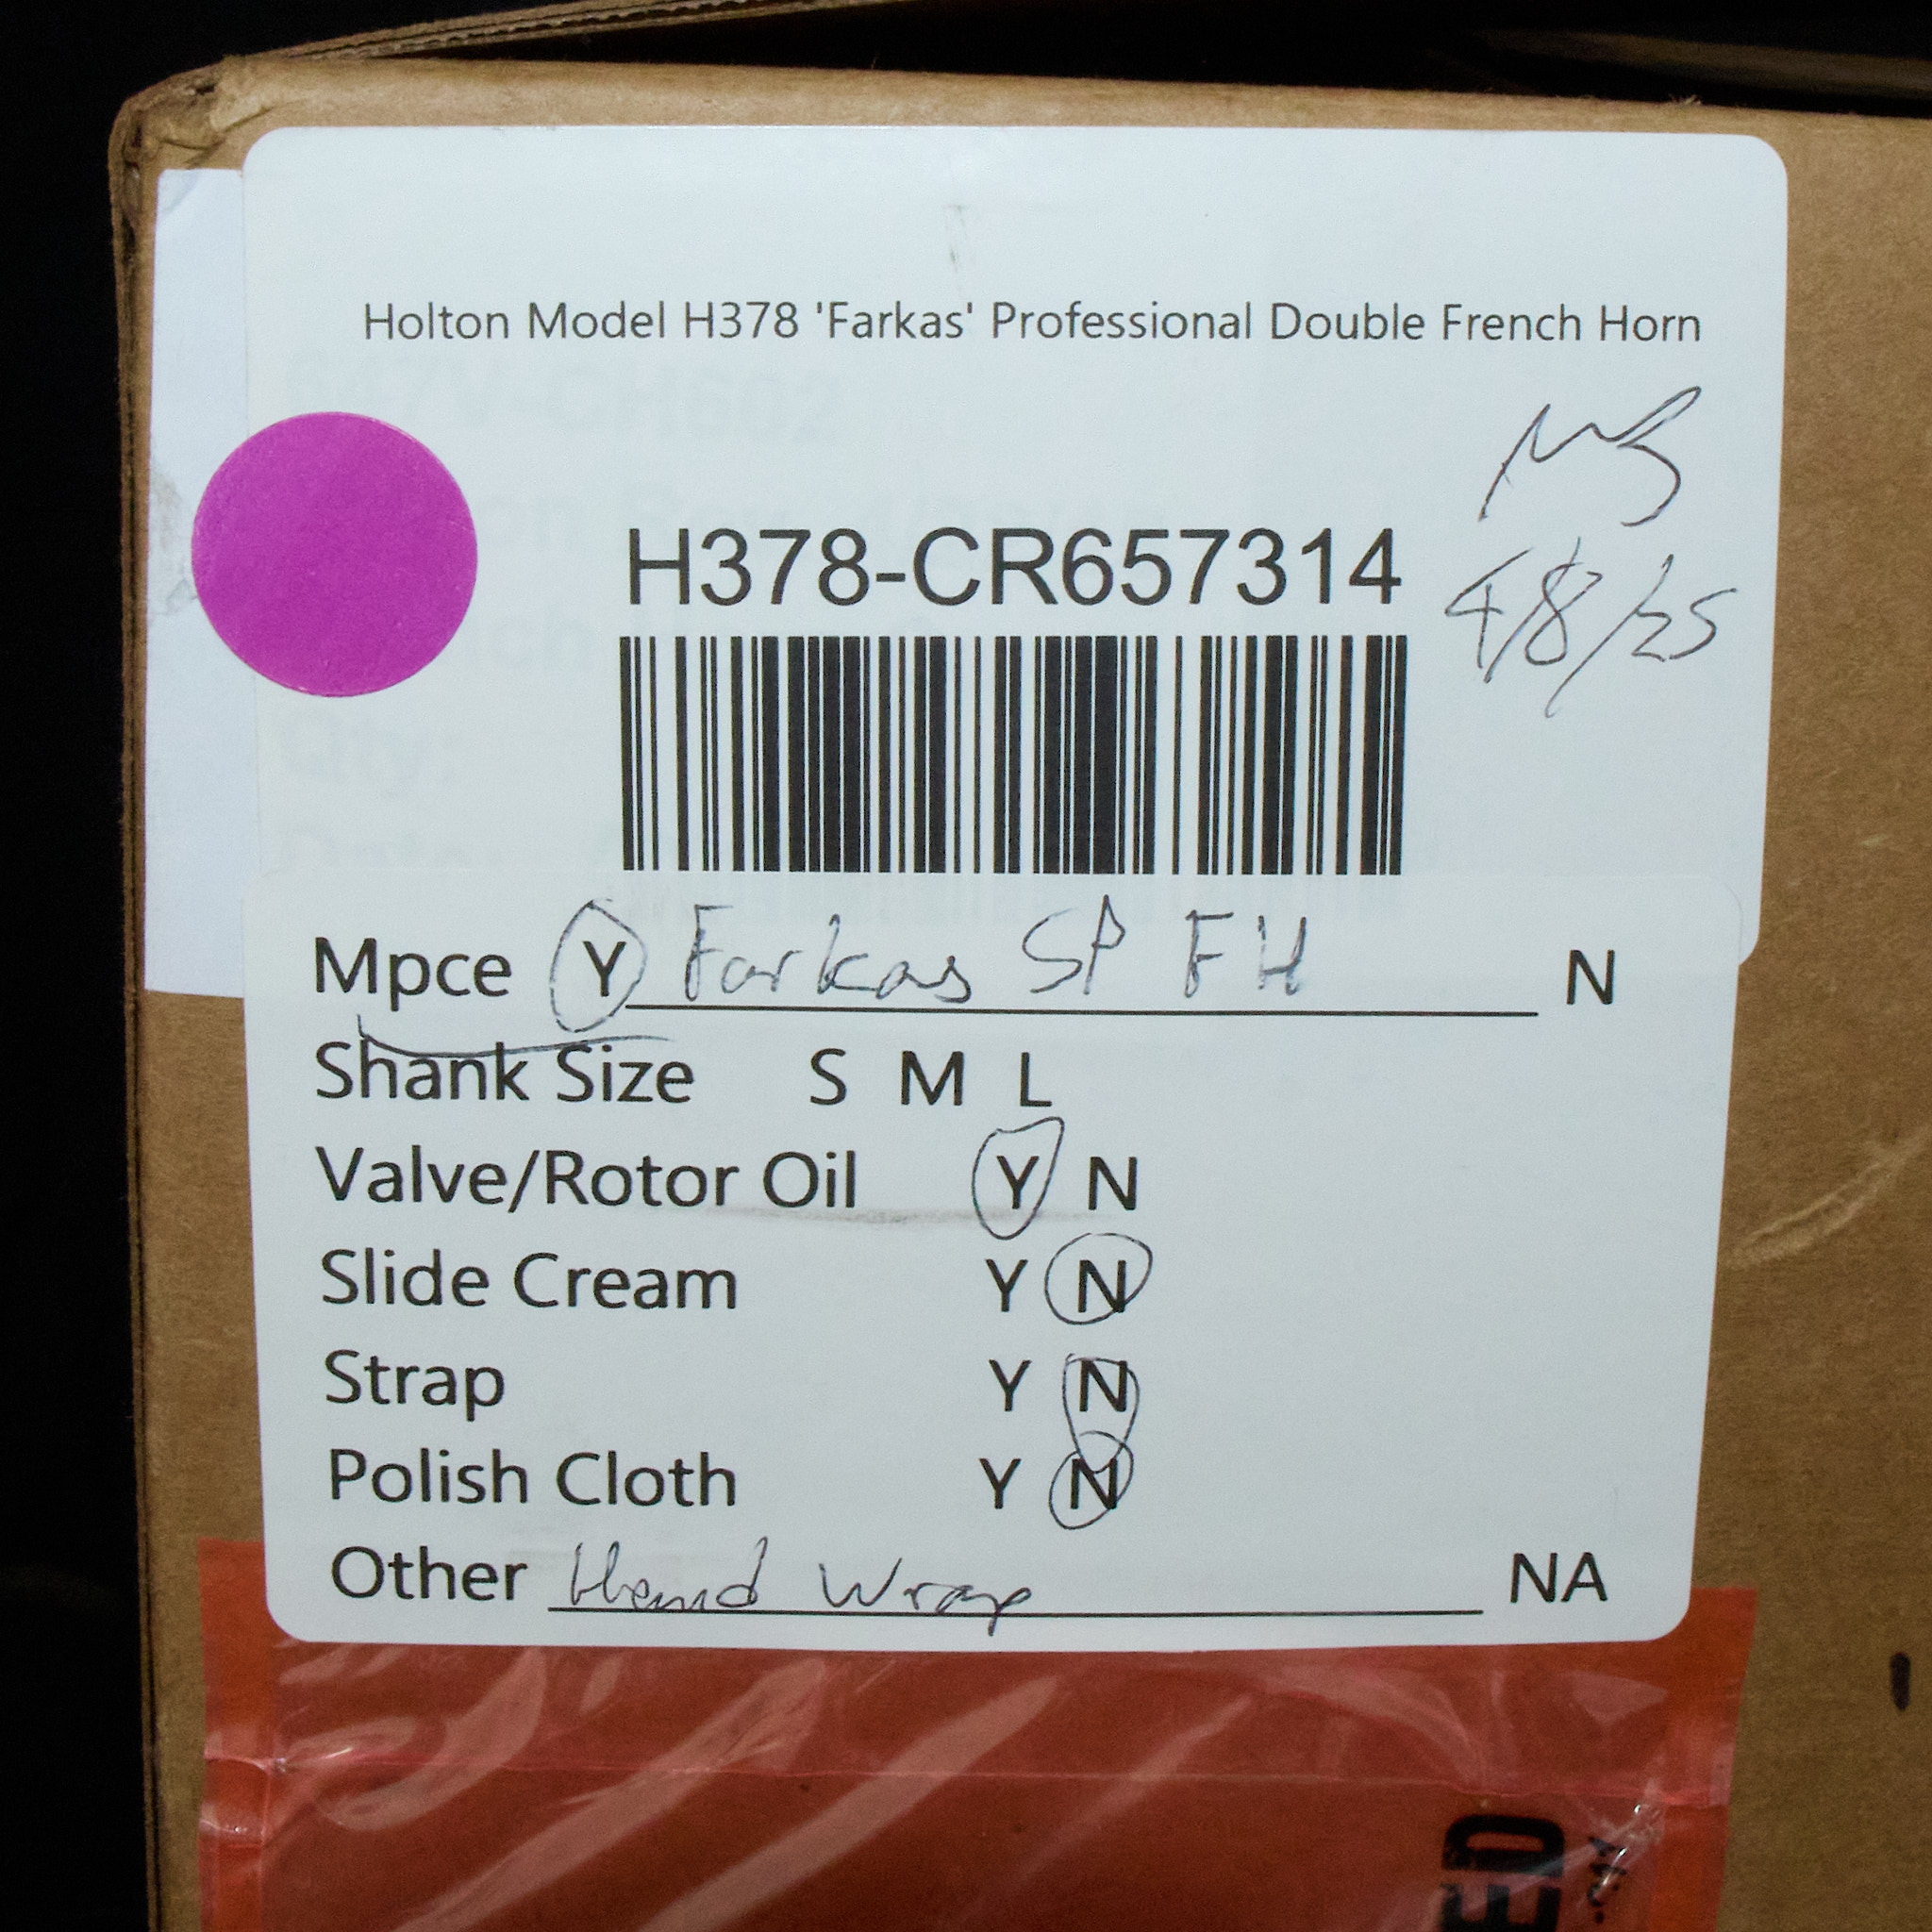 Holton Model H378 'Farkas' Professional Double French Horn
H378-CR657314
4/8/25
Mpce Y Farkas SP FH N
Shank Size S M L
Valve/Rotor Oil Y N
Slide Cream Y N
Strap Y N
Polish Cloth Y N
Other Hand Wrap NA
ED